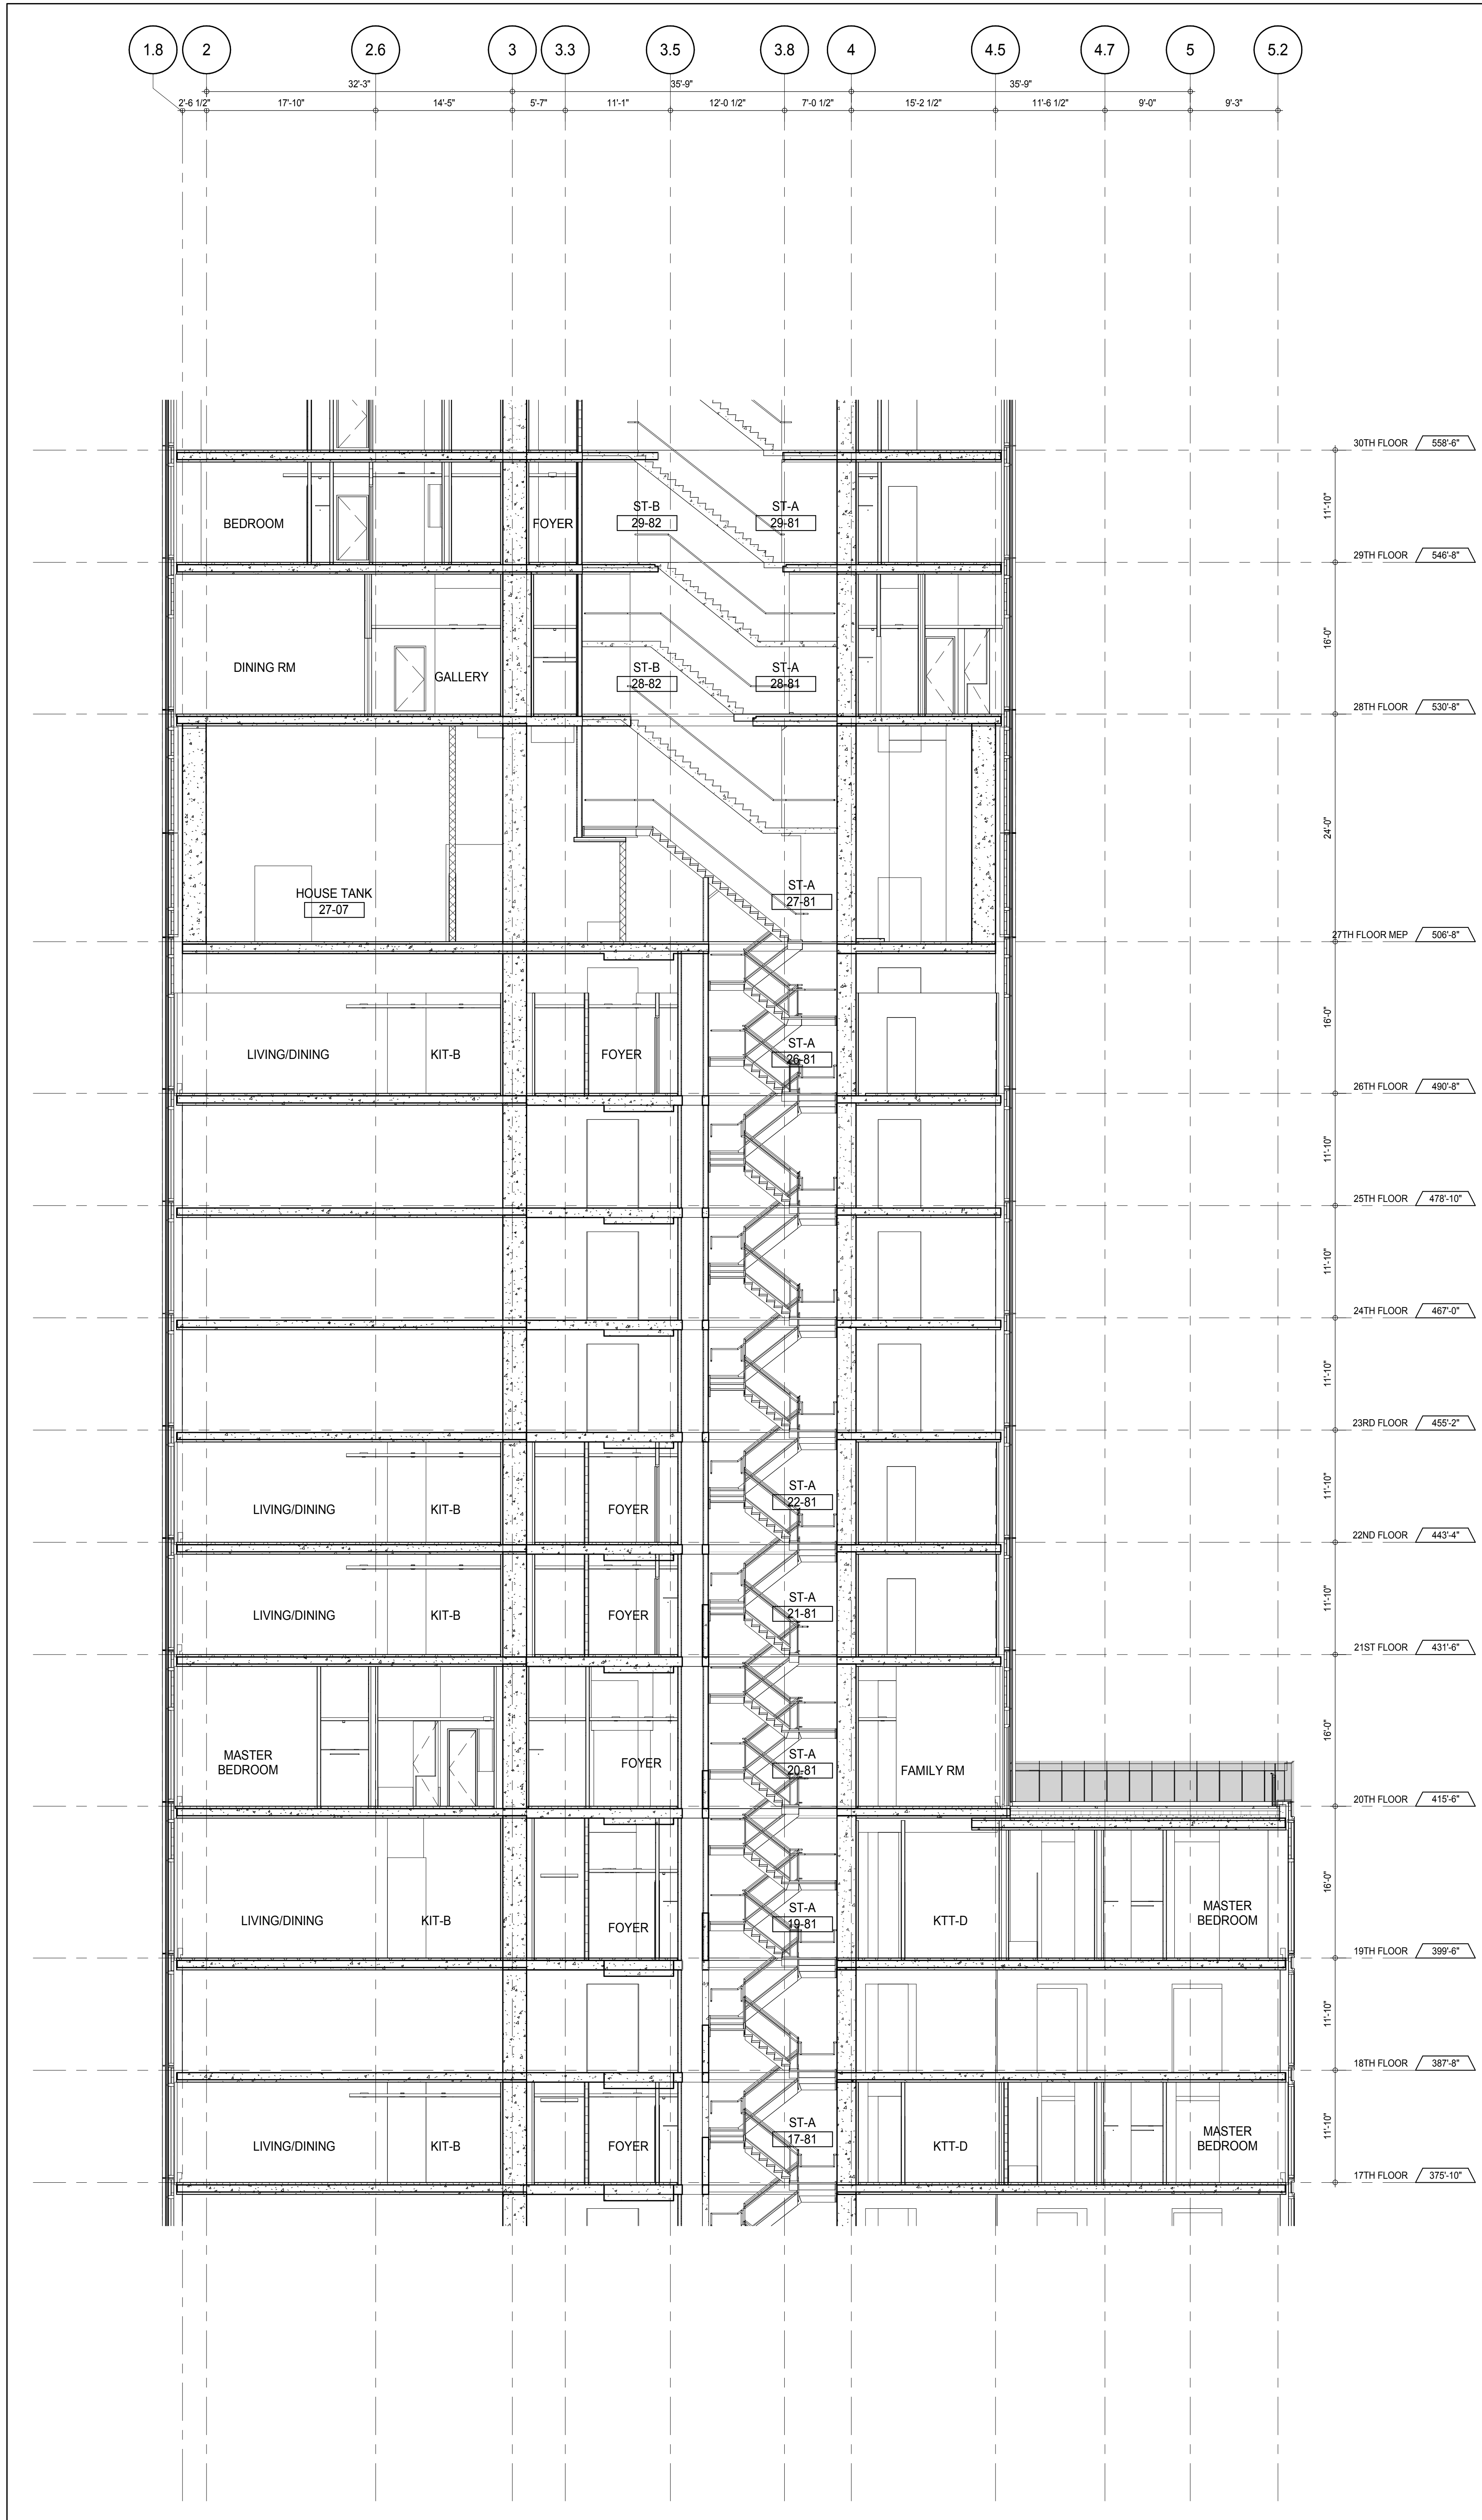 1.8 2 2.6 3 3.3 3.5 3.8 4 4.5 4.7 5 5.2
32'-3" 35'-9" 35'-9"
2'-6 1/2" 17'-10" 14'-5" 5'-7" 11'-1" 12'-0 1/2" 7'-0 1/2" 15'-2 1/2" 11'-6 1/2" 9'-0" 9'-3"
30TH FLOOR 558'-6"
11'-10"
ST-B ST-A
BEDROOM FOYER 29-82 29-81
29TH FLOOR 546'-8"
16'-0"
DINING RM ST-B ST-A
GALLERY 28-82 28-81
28TH FLOOR 530'-8"
24'-0"
HOUSE TANK ST-A
27-07 27-81
27TH FLOOR MEP 506'-8"
16'-0"
ST-A
LIVING/DINING KIT-B FOYER 26-81
26TH FLOOR 490'-8"
11'-10"
25TH FLOOR 478'-10"
11'-10"
24TH FLOOR 467'-0"
11'-10"
23RD FLOOR 455'-2"
11'-10"
ST-A
LIVING/DINING KIT-B FOYER 22-81
22ND FLOOR 443'-4"
11'-10"
ST-A
LIVING/DINING KIT-B FOYER 21-81
21ST FLOOR 431'-6"
16'-0"
MASTER ST-A
BEDROOM FOYER 20-81 FAMILY RM
20TH FLOOR 415'-6"
16'-0"
ST-A MASTER
LIVING/DINING KIT-B FOYER 19-81 KTT-D BEDROOM
19TH FLOOR 399'-6"
11'-10"
18TH FLOOR 387'-8"
11'-10"
ST-A MASTER
LIVING/DINING KIT-B FOYER 17-81 KTT-D BEDROOM
17TH FLOOR 375'-10"